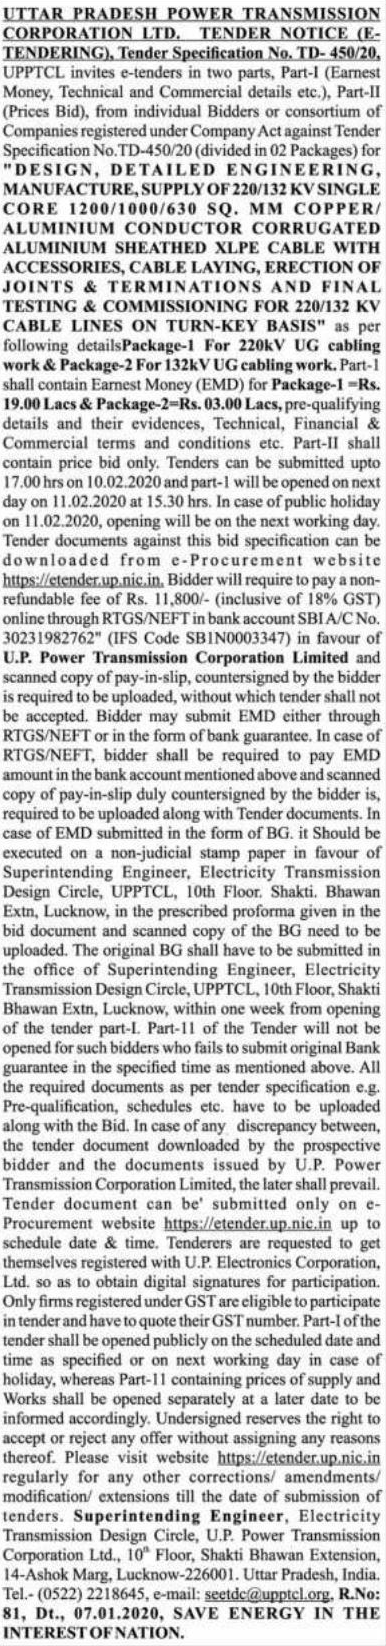 UTTAR PRADESH POWER TRANSMISSION
CORPORATION LTD. TENDER NOTICE (E-
TENDERING), Tender Specification No. TD- 450/20,
UPPTCL invites e-tenders in two parts, Part-I (Earnest
Money, Technical and Commercial details etc.), Part-II
(Prices Bid), from individual Bidders or consortium of
Companies registered under Company Act against Tender
Specification No.TD-450/20 (divided in 02 Packages) for
"DESIGN, DETAILED ENGINEERING,
MANUFACTURE, SUPPLY OF 220/132 KV SINGLE
CORE 1200/1000/630 SQ. MM COPPER/
ALUMINIUM CONDUCTOR CORRUGATED
ALUMINIUM SHEATHED XLPE CABLE WITH
ACCESSORIES, CABLE LAYING, ERECTION OF
JOINTS & TERMINATIONS AND FINAL
TESTING & COMMISSIONING FOR 220/132 KV
CABLE LINES ON TURN-KEY BASIS" as per
following detailsPackage-1 For 220kV UG cabling
work & Package-2 For 132kV UG cabling work. Part-1
shall contain Earnest Money (EMD) for Package-1 =Rs.
19.00 Lacs & Package-2=Rs. 03.00 Lacs, pre-qualifying
details and their evidences, Technical, Financial &
Commercial terms and conditions etc. Part-II shall
contain price bid only. Tenders can be submitted upto
17.00 hrs on 10.02.2020 and part-1 will be opened on next
day on 11.02.2020 at 15.30 hrs. In case of public holiday
on 11.02.2020, opening will be on the next working day.
Tender documents against this bid specification can be
downloaded from e-Procurement website
https://etender.up.nic.in. Bidder will require to pay a non-
refundable fee of Rs. 11,800/- (inclusive of 18% GST)
online through RTGS/NEFT in bank account SBI A/C No.
30231982762" (IFS Code SB1N0003347) in favour of
U.P. Power Transmission Corporation Limited and
scanned copy of pay-in-slip, countersigned by the bidder
is required to be uploaded, without which tender shall not
be accepted. Bidder may submit EMD either through
RTGS/NEFT or in the form of bank guarantee. In case of
RTGS/NEFT, bidder shall be required to pay EMD
amount in the bank account mentioned above and scanned
copy of pay-in-slip duly countersigned by the bidder is,
required to be uploaded along with Tender documents. In
case of EMD submitted in the form of BG. it Should be
executed on a non-judicial stamp paper in favour of
Superintending Engineer, Electricity Transmission
Design Circle, UPPTCL, 10th Floor. Shakti. Bhawan
Extn, Lucknow, in the prescribed proforma given in the
bid document and scanned copy of the BG need to be
uploaded. The original BG shall have to be submitted in
the office of Superintending Engineer, Electricity
Transmission Design Circle, UPPTCL, 10th Floor, Shakti
Bhawan Extn, Lucknow, within one week from opening
of the tender part-I. Part-11 of the Tender will not be
opened for such bidders who fails to submit original Bank
guarantee in the specified time as mentioned above. All
the required documents as per tender specification e.g.
Pre-qualification, schedules etc. have to be uploaded
along with the Bid. In case of any discrepancy between,
the tender document downloaded by the prospective
bidder and the documents issued by U.P. Power
Transmission Corporation Limited, the later shall prevail.
Tender document can be' submitted only on e-
Procurement website https://etender.up.nic.in up to
schedule date & time. Tenderers are requested to get
themselves registered with U.P. Electronics Corporation,
Ltd. so as to obtain digital signatures for participation.
Only firms registered under GST are eligible to participate
in tender and have to quote their GST number. Part-I of the
tender shall be opened publicly on the scheduled date and
time as specified or on next working day in case of
holiday, whereas Part-11 containing prices of supply and
Works shall be opened separately at a later date to be
informed accordingly. Undersigned reserves the right to
accept or reject any offer without assigning any reasons
thereof. Please visit website https://etender.up.nic.in
regularly for any other corrections/ amendments/
modification/ extensions till the date of submission of
tenders. Superintending Engineer, Electricity
Transmission Design Circle, U.P. Power Transmission
Corporation Ltd., 10th Floor, Shakti Bhawan Extension,
14-Ashok Marg, Lucknow-226001. Uttar Pradesh, India.
Tel.- (0522) 2218645, e-mail: seetdc@upptcl.org, R.No:
81, Dt., 07.01.2020, SAVE ENERGY IN THE
INTEREST OF NATION.